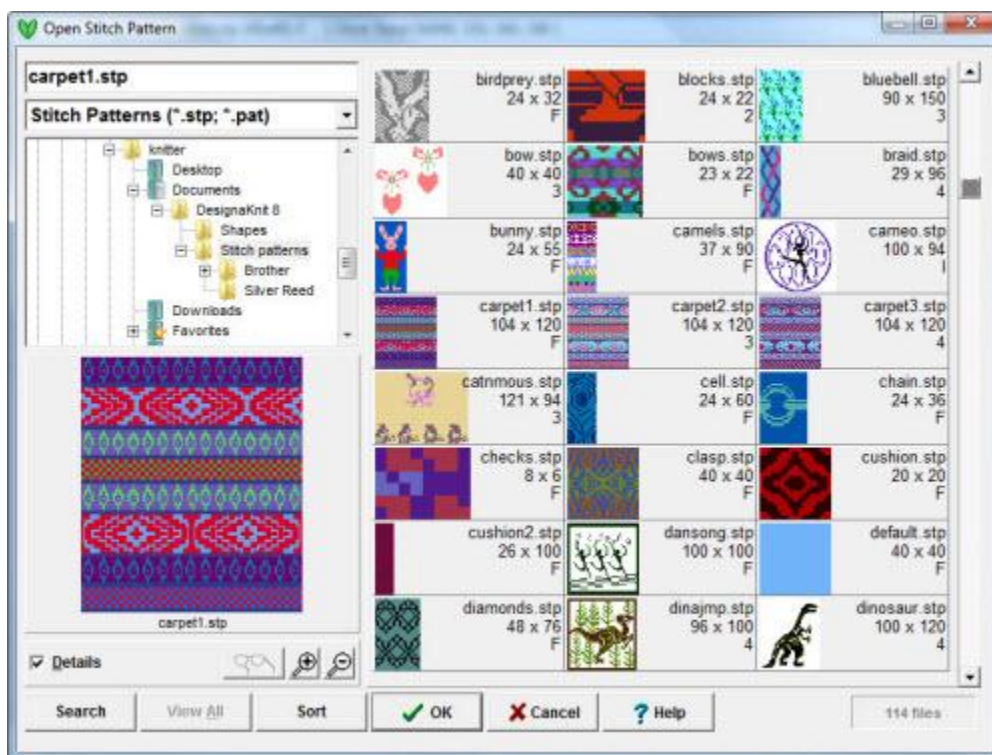 Open Stitch Pattern
carpet1.stp
Stitch Patterns (*.stp; *.pat)
knitter
Desktop
Documents
DesignaKnit 8
Shapes
Stitch patterns
Brother
Silver Reed
Downloads
Favorites
carpet1.stp
Details
birdprey.stp
24 x 32
F
blocks.stp
24 x 22
2
bluebell.stp
90 x 150
3
bow.stp
40 x 40
3
bows.stp
23 x 22
F
braid.stp
29 x 96
4
bunny.stp
24 x 55
F
camels.stp
37 x 90
F
cameo.stp
100 x 94
I
carpet1.stp
104 x 120
F
carpet2.stp
104 x 120
3
carpet3.stp
104 x 120
4
catnmous.stp
121 x 94
3
cell.stp
24 x 60
F
chain.stp
24 x 36
F
checks.stp
8 x 6
F
clasp.stp
40 x 40
F
cushion.stp
20 x 20
F
cushion2.stp
26 x 100
F
dansong.stp
100 x 100
F
default.stp
40 x 40
F
diamonds.stp
48 x 76
F
dinajmp.stp
96 x 100
4
dinosaur.stp
100 x 120
4
Search
View All
Sort
OK
Cancel
? Help
114 files